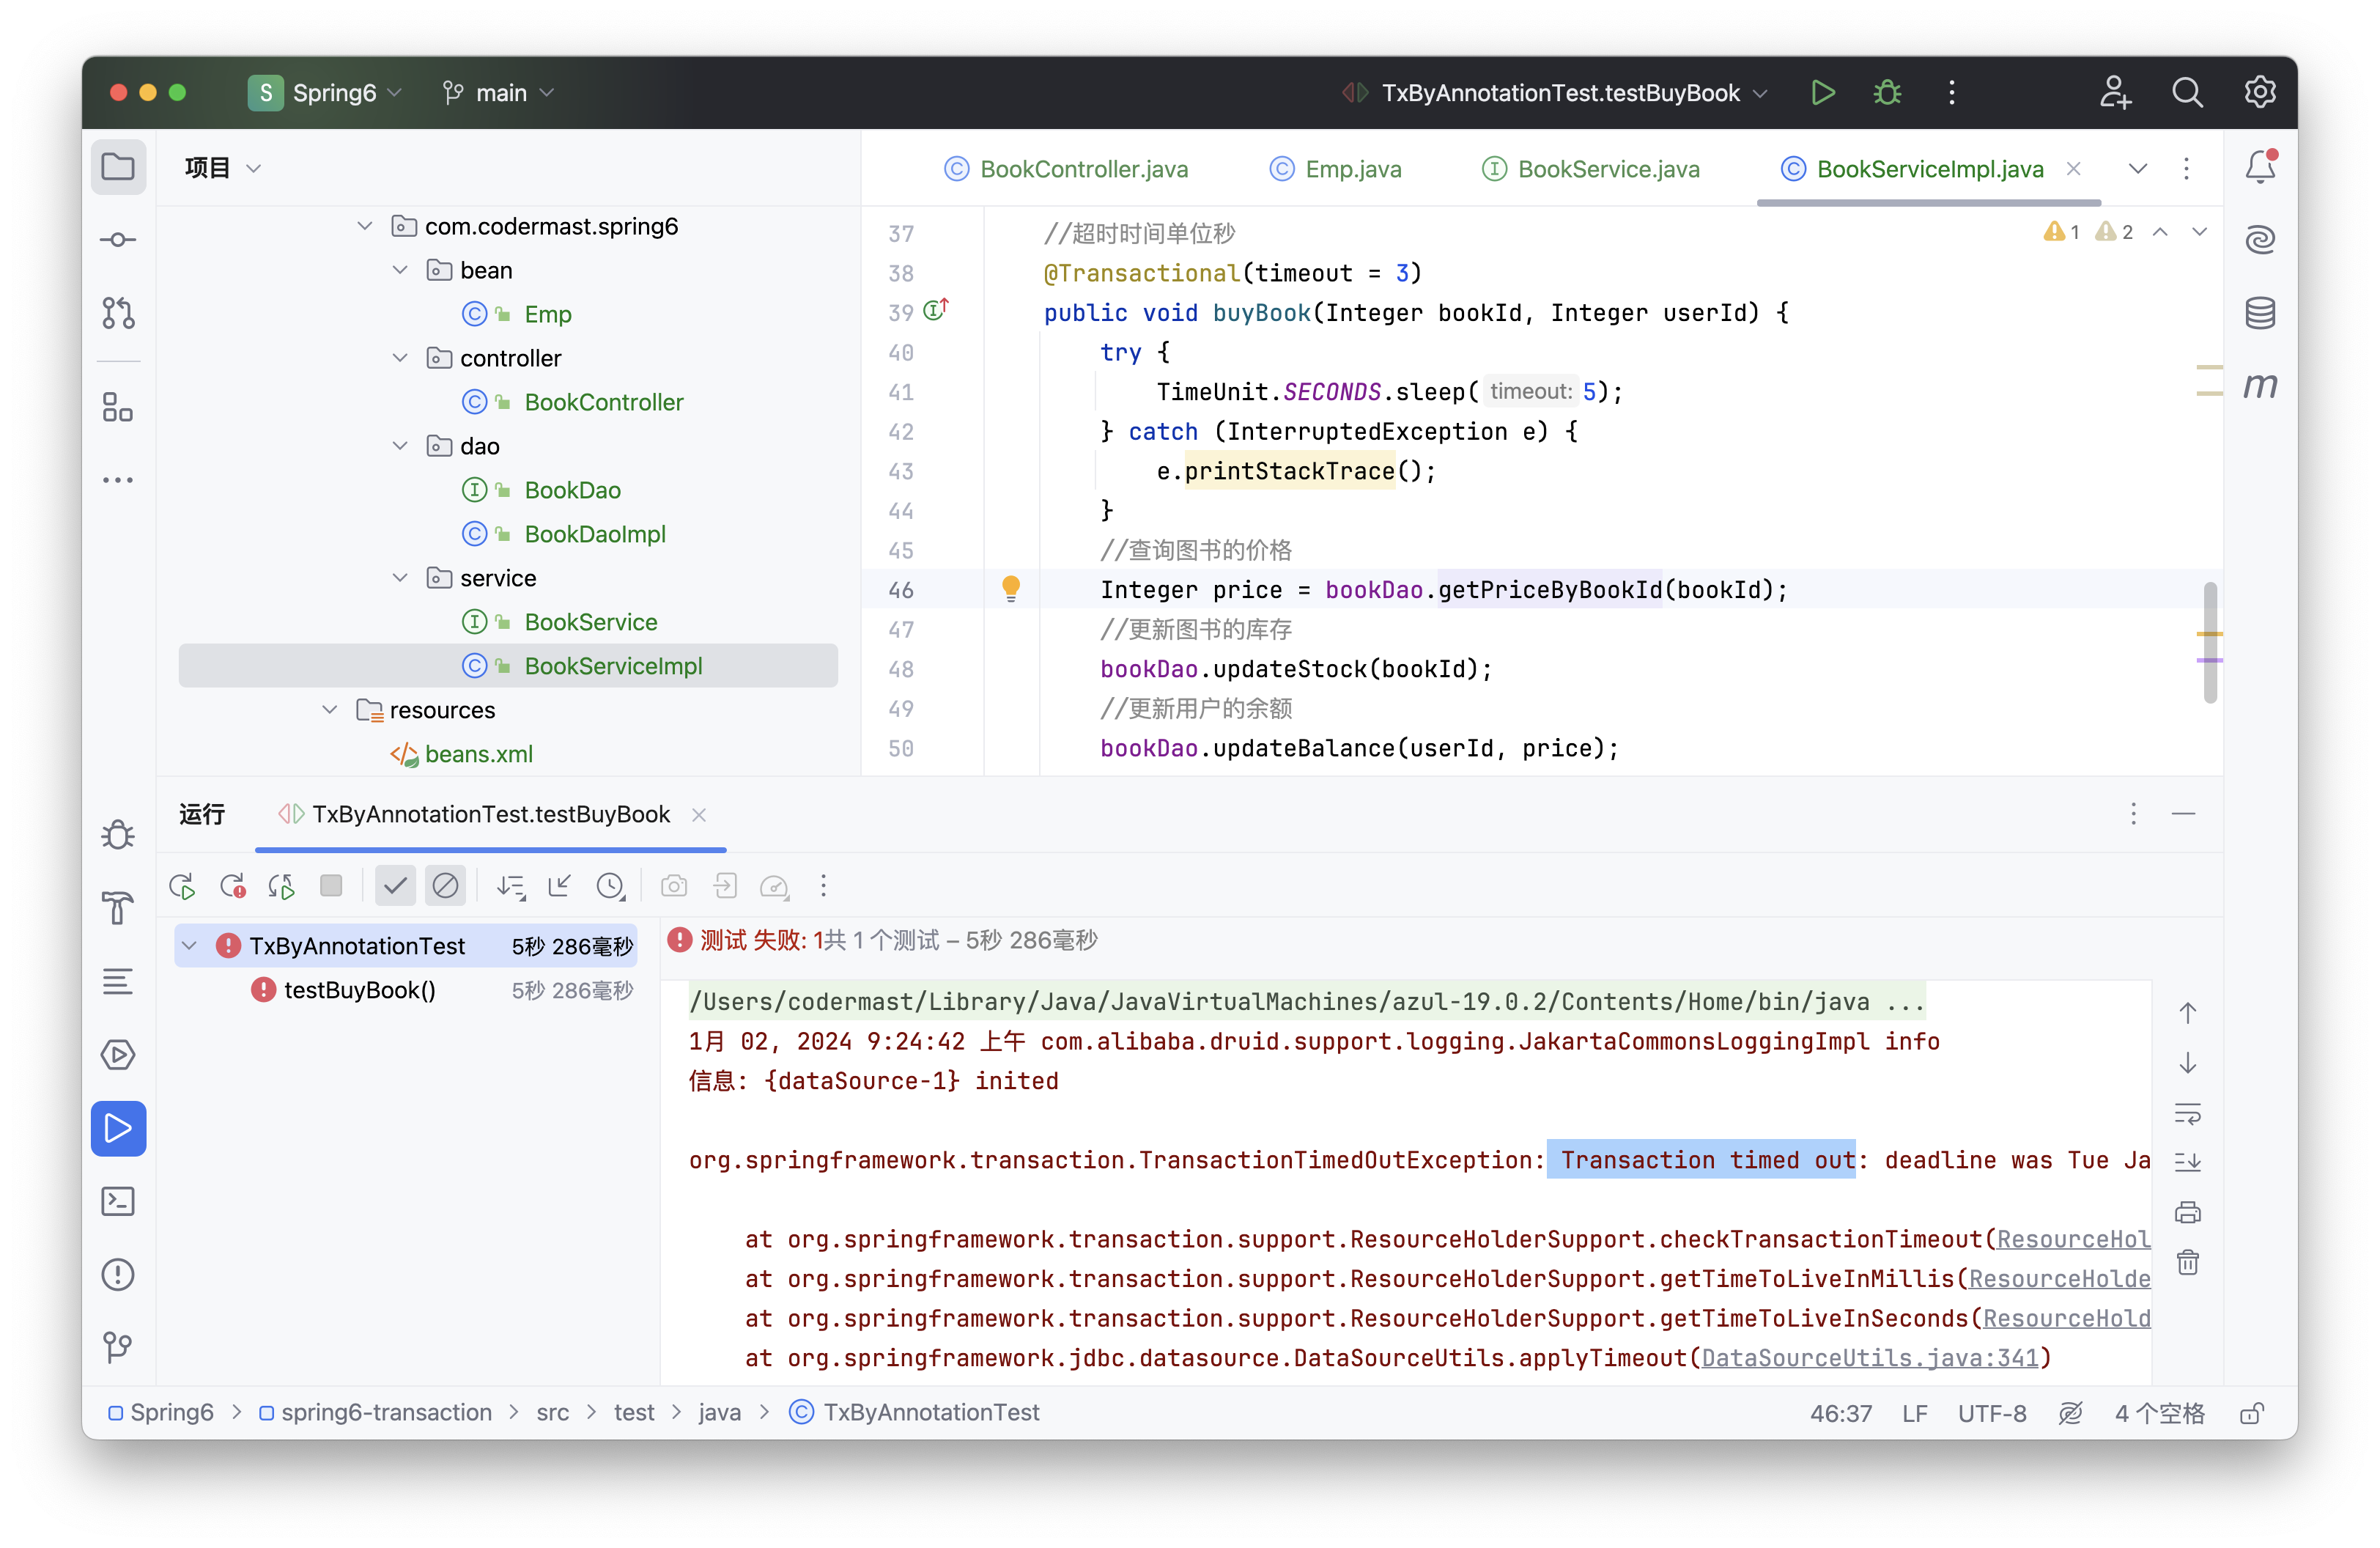 S Spring6 main TxByAnnotationTest.testBuyBook
项目
com.codermast.spring6
bean
Emp
controller
BookController
dao
BookDao
BookDaoImpl
service
BookService
BookServiceImpl
resources
beans.xml
BookController.java Emp.java BookService.java BookServiceImpl.java
1 2
37 //超时时间单位秒
38 @Transactional(timeout = 3)
39 public void buyBook(Integer bookId, Integer userId) {
40 try {
41 TimeUnit.SECONDS.sleep( timeout: 5);
42 } catch (InterruptedException e) {
43 e.printStackTrace();
44 }
45 //查询图书的价格
46 Integer price = bookDao.getPriceByBookId(bookId);
47 //更新图书的库存
48 bookDao.updateStock(bookId);
49 //更新用户的余额
50 bookDao.updateBalance(userId, price);
运行 TxByAnnotationTest.testBuyBook
TxByAnnotationTest 5秒 286毫秒
testBuyBook() 5秒 286毫秒
测试 失败: 1共 1 个测试 – 5秒 286毫秒
/Users/codermast/Library/Java/JavaVirtualMachines/azul-19.0.2/Contents/Home/bin/java ...
1月 02, 2024 9:24:42 上午 com.alibaba.druid.support.logging.JakartaCommonsLoggingImpl info
信息: {dataSource-1} inited
org.springframework.transaction.TransactionTimedOutException: Transaction timed out: deadline was Tue Ja
at org.springframework.transaction.support.ResourceHolderSupport.checkTransactionTimeout(ResourceHol
at org.springframework.transaction.support.ResourceHolderSupport.getTimeToLiveInMillis(ResourceHolde
at org.springframework.transaction.support.ResourceHolderSupport.getTimeToLiveInSeconds(ResourceHold
at org.springframework.jdbc.datasource.DataSourceUtils.applyTimeout(DataSourceUtils.java:341)
Spring6 > spring6-transaction > src > test > java > TxByAnnotationTest 46:37 LF UTF-8 4 个空格